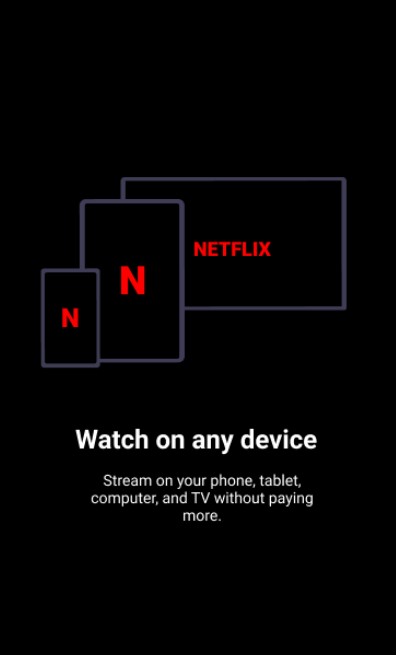 NETFLIX
N
N
Watch on any device
Stream on your phone, tablet,
computer, and TV without paying
more.